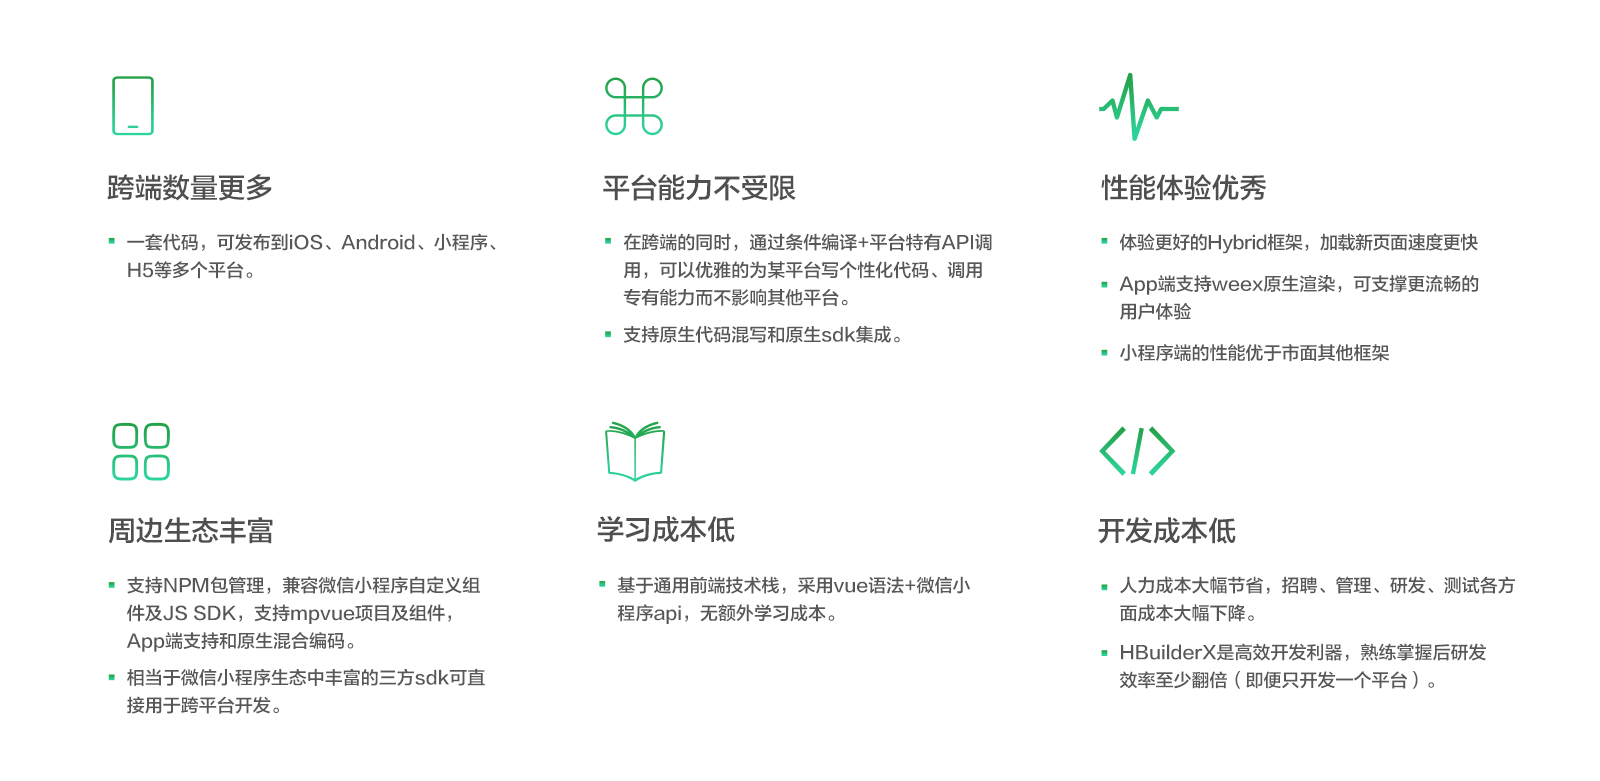 跨端数量更多
一套代码，可发布到iOS、Android、小程序、
H5等多个平台。
平台能力不受限
在跨端的同时，通过条件编译+平台特有API调
用，可以优雅的为某平台写个性化代码、调用
专有能力而不影响其他平台。
支持原生代码混写和原生sdk集成。
性能体验优秀
体验更好的Hybrid框架，加载新页面速度更快
App端支持weex原生渲染，可支撑更流畅的
用户体验
小程序端的性能优于市面其他框架
周边生态丰富
支持NPM包管理，兼容微信小程序自定义组
件及JS SDK，支持mpvue项目及组件，
App端支持和原生混合编码。
相当于微信小程序生态中丰富的三方sdk可直
接用于跨平台开发。
学习成本低
基于通用前端技术栈，采用vue语法+微信小
程序api，无额外学习成本。
开发成本低
人力成本大幅节省，招聘、管理、研发、测试各方
面成本大幅下降。
HBuilderX是高效开发利器，熟练掌握后研发
效率至少翻倍（即便只开发一个平台）。